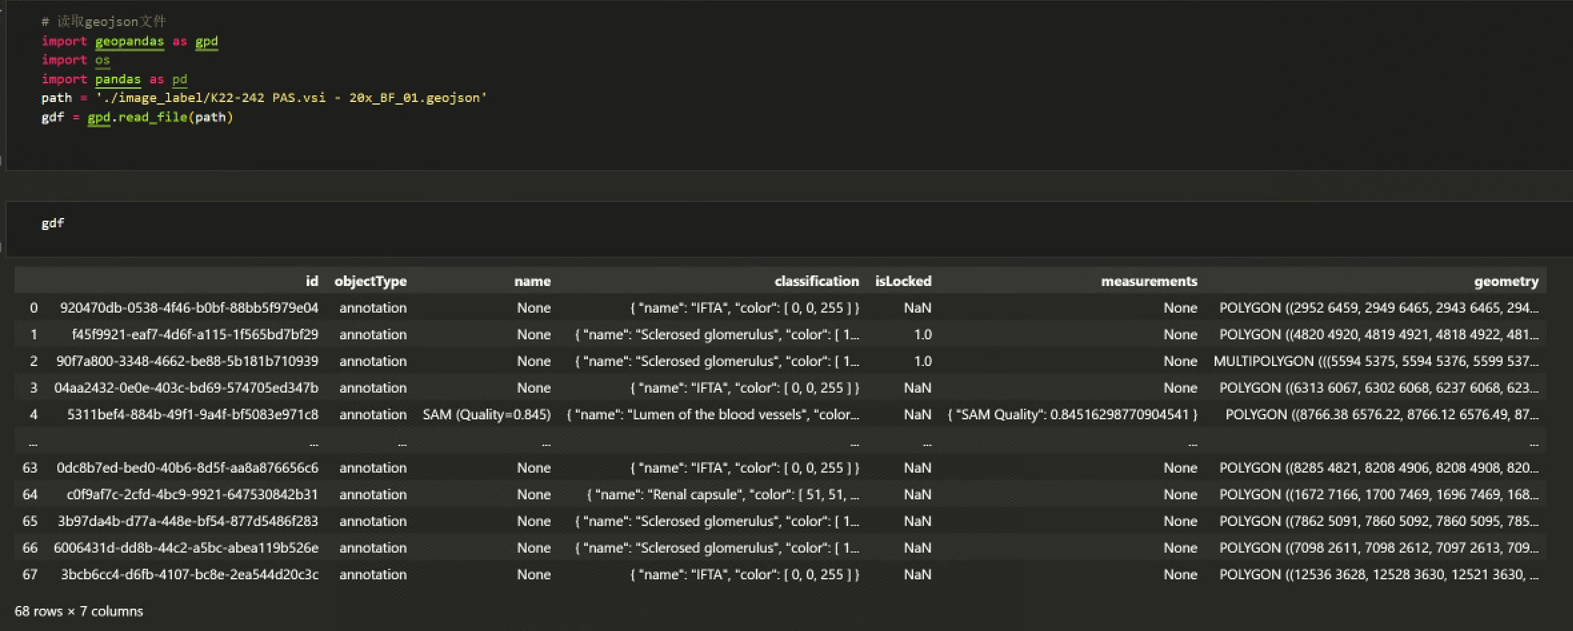 # 读取geojson文件
import geopandas as gpd
import os
import pandas as pd
path = './image_label/K22-242 PAS.vsi - 20x_BF_01.geojson'
gdf = gpd.read_file(path)
gdf
id objectType name classification isLocked measurements geometry
0 920470db-0538-4f46-b0bf-88bb5f979e04 annotation None { "name": "IFTA", "color": [ 0, 0, 255 ] } NaN None POLYGON ((2952 6459, 2949 6465, 2943 6465, 294...
1 f45f9921-eaf7-4d6f-a115-1f565bd7bf29 annotation None { "name": "Sclerosed glomerulus", "color": [ 1... 1.0 None POLYGON ((4820 4920, 4819 4921, 4818 4922, 481...
2 90f7a800-3348-4662-be88-5b181b710939 annotation None { "name": "Sclerosed glomerulus", "color": [ 1... 1.0 None MULTIPOLYGON (((5594 5375, 5594 5376, 5599 537...
3 04aa2432-0e0e-403c-bd69-574705ed347b annotation None { "name": "IFTA", "color": [ 0, 0, 255 ] } NaN None POLYGON ((6313 6067, 6302 6068, 6237 6068, 623...
4 5311bef4-884b-49f1-9a4f-bf5083e971c8 annotation SAM (Quality=0.845) { "name": "Lumen of the blood vessels", "color... NaN { "SAM Quality": 0.84516298770904541 } POLYGON ((8766.38 6576.22, 8766.12 6576.49, 87...
... ... ... ... ... ... ... ...
63 0dc8b7ed-bed0-40b6-8d5f-aa8a876656c6 annotation None { "name": "IFTA", "color": [ 0, 0, 255 ] } NaN None POLYGON ((8285 4821, 8208 4906, 8208 4908, 820...
64 c0f9af7c-2cfd-4bc9-9921-647530842b31 annotation None { "name": "Renal capsule", "color": [ 51, 51, ... NaN None POLYGON ((1672 7166, 1700 7469, 1696 7469, 168...
65 3b97da4b-d77a-448e-bf54-877d5486f283 annotation None { "name": "Sclerosed glomerulus", "color": [ 1... NaN None POLYGON ((7862 5091, 7860 5092, 7860 5095, 785...
66 6006431d-dd8b-44c2-a5bc-abea119b526e annotation None { "name": "Sclerosed glomerulus", "color": [ 1... NaN None POLYGON ((7098 2611, 7098 2612, 7097 2613, 709...
67 3bcb6cc4-d6fb-4107-bc8e-2ea544d20c3c annotation None { "name": "IFTA", "color": [ 0, 0, 255 ] } NaN None POLYGON ((12536 3628, 12528 3630, 12521 3630, ...
68 rows × 7 columns